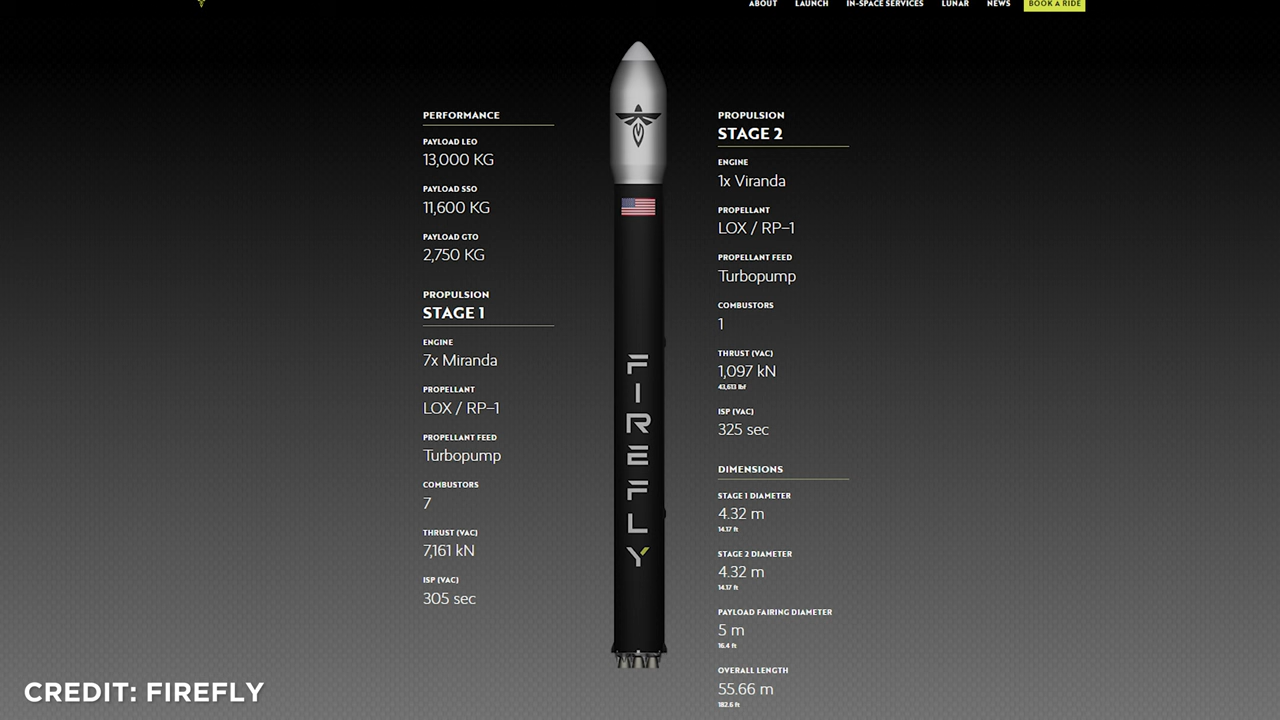 ABOUT LAUNCH IN-SPACE SERVICES LUNAR NEWS BOOK A RIDE
PERFORMANCE
PAYLOAD LEO
13,000 KG
PAYLOAD SSO
11,600 KG
PAYLOAD GTO
2,750 KG
PROPULSION
STAGE 1
ENGINE
7x Miranda
PROPELLANT
LOX / RP-1
PROPELLANT FEED
Turbopump
COMBUSTORS
7
THRUST (VAC)
7,161 kN
ISP (VAC)
305 sec
FIREFLY
PROPULSION
STAGE 2
ENGINE
1x Viranda
PROPELLANT
LOX / RP-1
PROPELLANT FEED
Turbopump
COMBUSTORS
1
THRUST (VAC)
1,097 kN
43,613 lbf
ISP (VAC)
325 sec
DIMENSIONS
STAGE 1 DIAMETER
4.32 m
14.17 ft
STAGE 2 DIAMETER
4.32 m
14.17 ft
PAYLOAD FAIRING DIAMETER
5 m
16.4 ft
OVERALL LENGTH
55.66 m
182.6 ft
CREDIT: FIREFLY